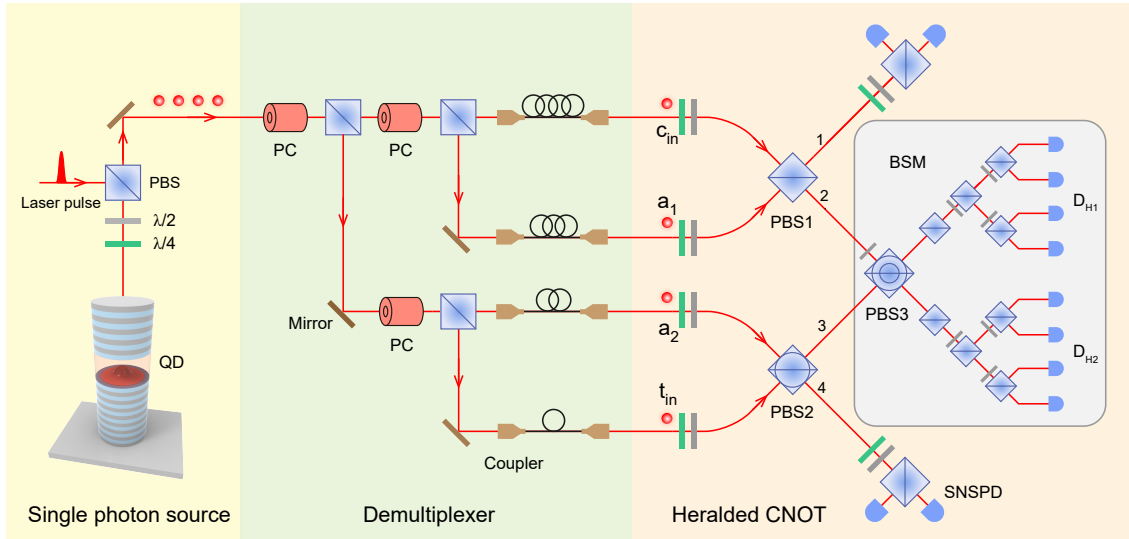 Laser pulse
PBS
λ/2
λ/4
QD
Single photon source
PC
PC
Mirror
PC
Coupler
Demultiplexer
c_in
a_1
a_2
t_in
PBS1
PBS2
1
2
3
4
BSM
PBS3
D_H1
D_H2
SNSPD
Heralded CNOT